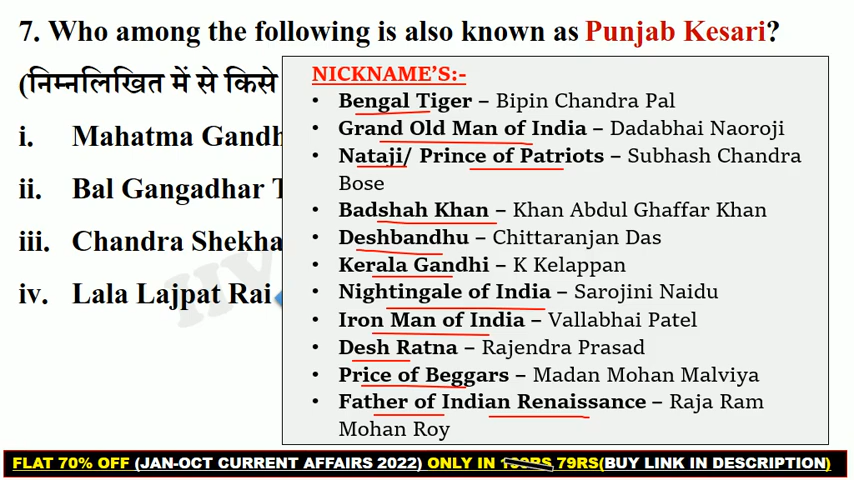 7. Who among the following is also known as Punjab Kesari?
(निम्नलिखित में से किसे
i. Mahatma Gandh
ii. Bal Gangadhar T
iii. Chandra Shekha
iv. Lala Lajpat Rai
NICKNAME'S:-
• Bengal Tiger – Bipin Chandra Pal
• Grand Old Man of India – Dadabhai Naoroji
• Nataji/ Prince of Patriots – Subhash Chandra
Bose
• Badshah Khan – Khan Abdul Ghaffar Khan
• Deshbandhu – Chittaranjan Das
• Kerala Gandhi – K Kelappan
• Nightingale of India – Sarojini Naidu
• Iron Man of India – Vallabhai Patel
• Desh Ratna – Rajendra Prasad
• Price of Beggars – Madan Mohan Malviya
• Father of Indian Renaissance – Raja Ram
Mohan Roy
FLAT 70% OFF (JAN-OCT CURRENT AFFAIRS 2022) ONLY IN 79RS(BUY LINK IN DESCRIPTION)